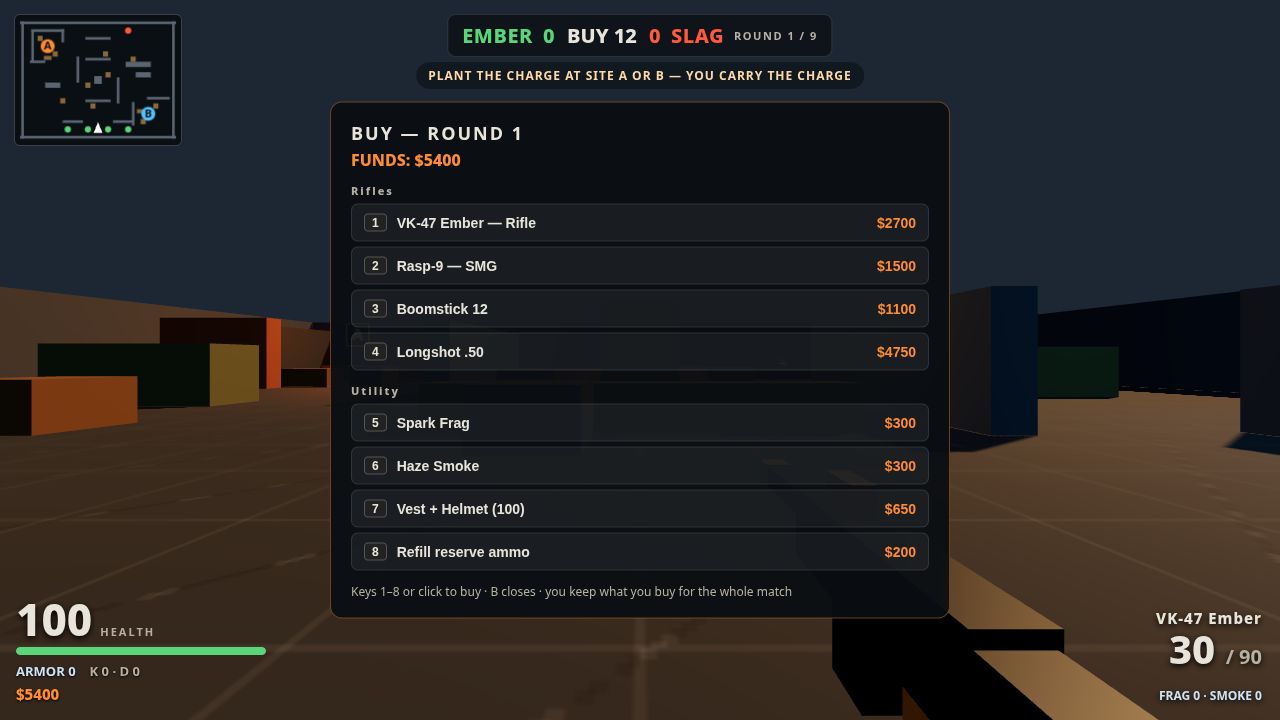 A
B
EMBER 0 BUY 12 0 SLAG ROUND 1 / 9
PLANT THE CHARGE AT SITE A OR B — YOU CARRY THE CHARGE
BUY — ROUND 1
FUNDS: $5400
Rifles
1 VK-47 Ember — Rifle $2700
2 Rasp-9 — SMG $1500
3 Boomstick 12 $1100
4 Longshot .50 $4750
Utility
5 Spark Frag $300
6 Haze Smoke $300
7 Vest + Helmet (100) $650
8 Refill reserve ammo $200
Keys 1–8 or click to buy · B closes · you keep what you buy for the whole match
100 HEALTH
ARMOR 0 K 0 · D 0
$5400
VK-47 Ember
30 / 90
FRAG 0 · SMOKE 0